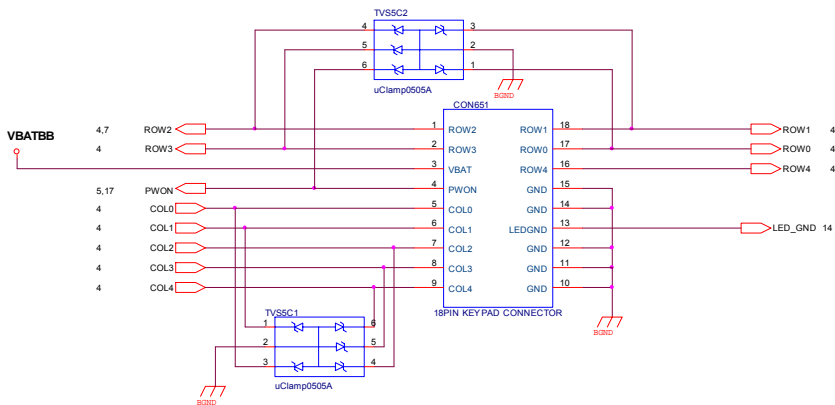 TVS5C2
4 3
5 2
6 1
uClamp0505A
BGND
CON651
VBATBB
4,7 ROW2 1 ROW2 ROW1 18 ROW1 4
4 ROW3 2 ROW3 ROW0 17 ROW0 4
3 VBAT ROW4 16 ROW4 4
5,17 PWON 4 PWON GND 15
4 COL0 5 COL0 GND 14
4 COL1 6 COL1 LEDGND 13 LED_GND 14
4 COL2 7 COL2 GND 12
4 COL3 8 COL3 GND 11
4 COL4 9 COL4 GND 10
18PIN KEYPAD CONNECTOR
TVS5C1
1 6
2 5
3 4
uClamp0505A
BGND
BGND